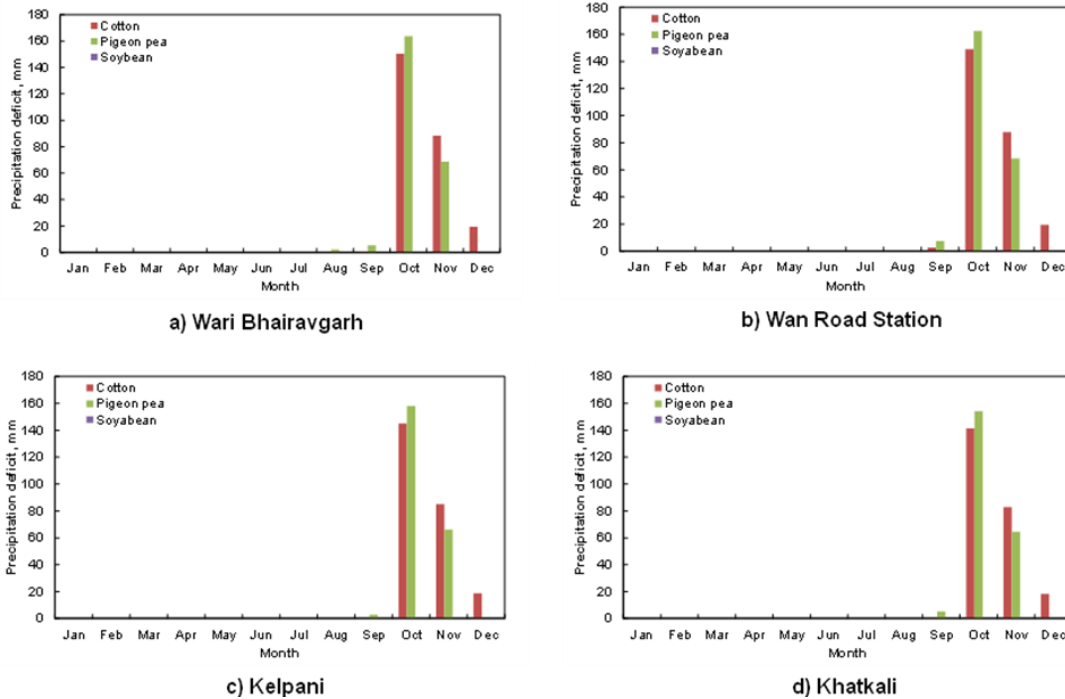 180
160
140
120
100
80
60
40
20
0
Precipitation deficit, mm
Cotton
Pigeon pea
Soybean
Jan Feb Mar Apr May Jun Jul Aug Sep Oct Nov Dec
Month
a) Wari Bhairavgarh
180
160
140
120
100
80
60
40
20
0
Precipitation deficit, mm
Cotton
Pigeon pea
Soyabean
Jan Feb Mar Apr May Jun Jul Aug Sep Oct Nov Dec
Month
b) Wan Road Station
180
160
140
120
100
80
60
40
20
0
Precipitation deficit, mm
Cotton
Pigeon pea
Soyabean
Jan Feb Mar Apr May Jun Jul Aug Sep Oct Nov Dec
Month
c) Kelpani
180
160
140
120
100
80
60
40
20
0
Precipitation deficit, mm
Cotton
Pigeon pea
Soyabean
Jan Feb Mar Apr May Jun Jul Aug Sep Oct Nov Dec
Month
d) Khatkali